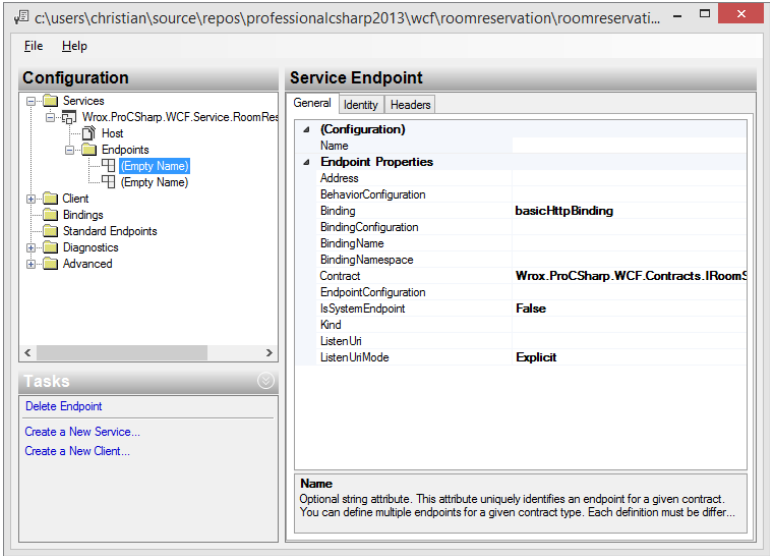 c:\users\christian\source\repos\professionalcsharp2013\wcf\roomreservation\roomreservati...
File Help
Configuration
Services
Wrox.ProCSharp.WCF.Service.RoomRes
Host
Endpoints
(Empty Name)
(Empty Name)
Client
Bindings
Standard Endpoints
Diagnostics
Advanced
Tasks
Delete Endpoint
Create a New Service...
Create a New Client...
Service Endpoint
General Identity Headers
(Configuration)
Name
Endpoint Properties
Address
BehaviorConfiguration
Binding basicHttpBinding
BindingConfiguration
BindingName
BindingNamespace
Contract Wrox.ProCSharp.WCF.Contracts.IRoomS
EndpointConfiguration
IsSystemEndpoint False
Kind
ListenUri
ListenUriMode Explicit
Name
Optional string attribute. This attribute uniquely identifies an endpoint for a given contract.
You can define multiple endpoints for a given contract type. Each definition must be differ...